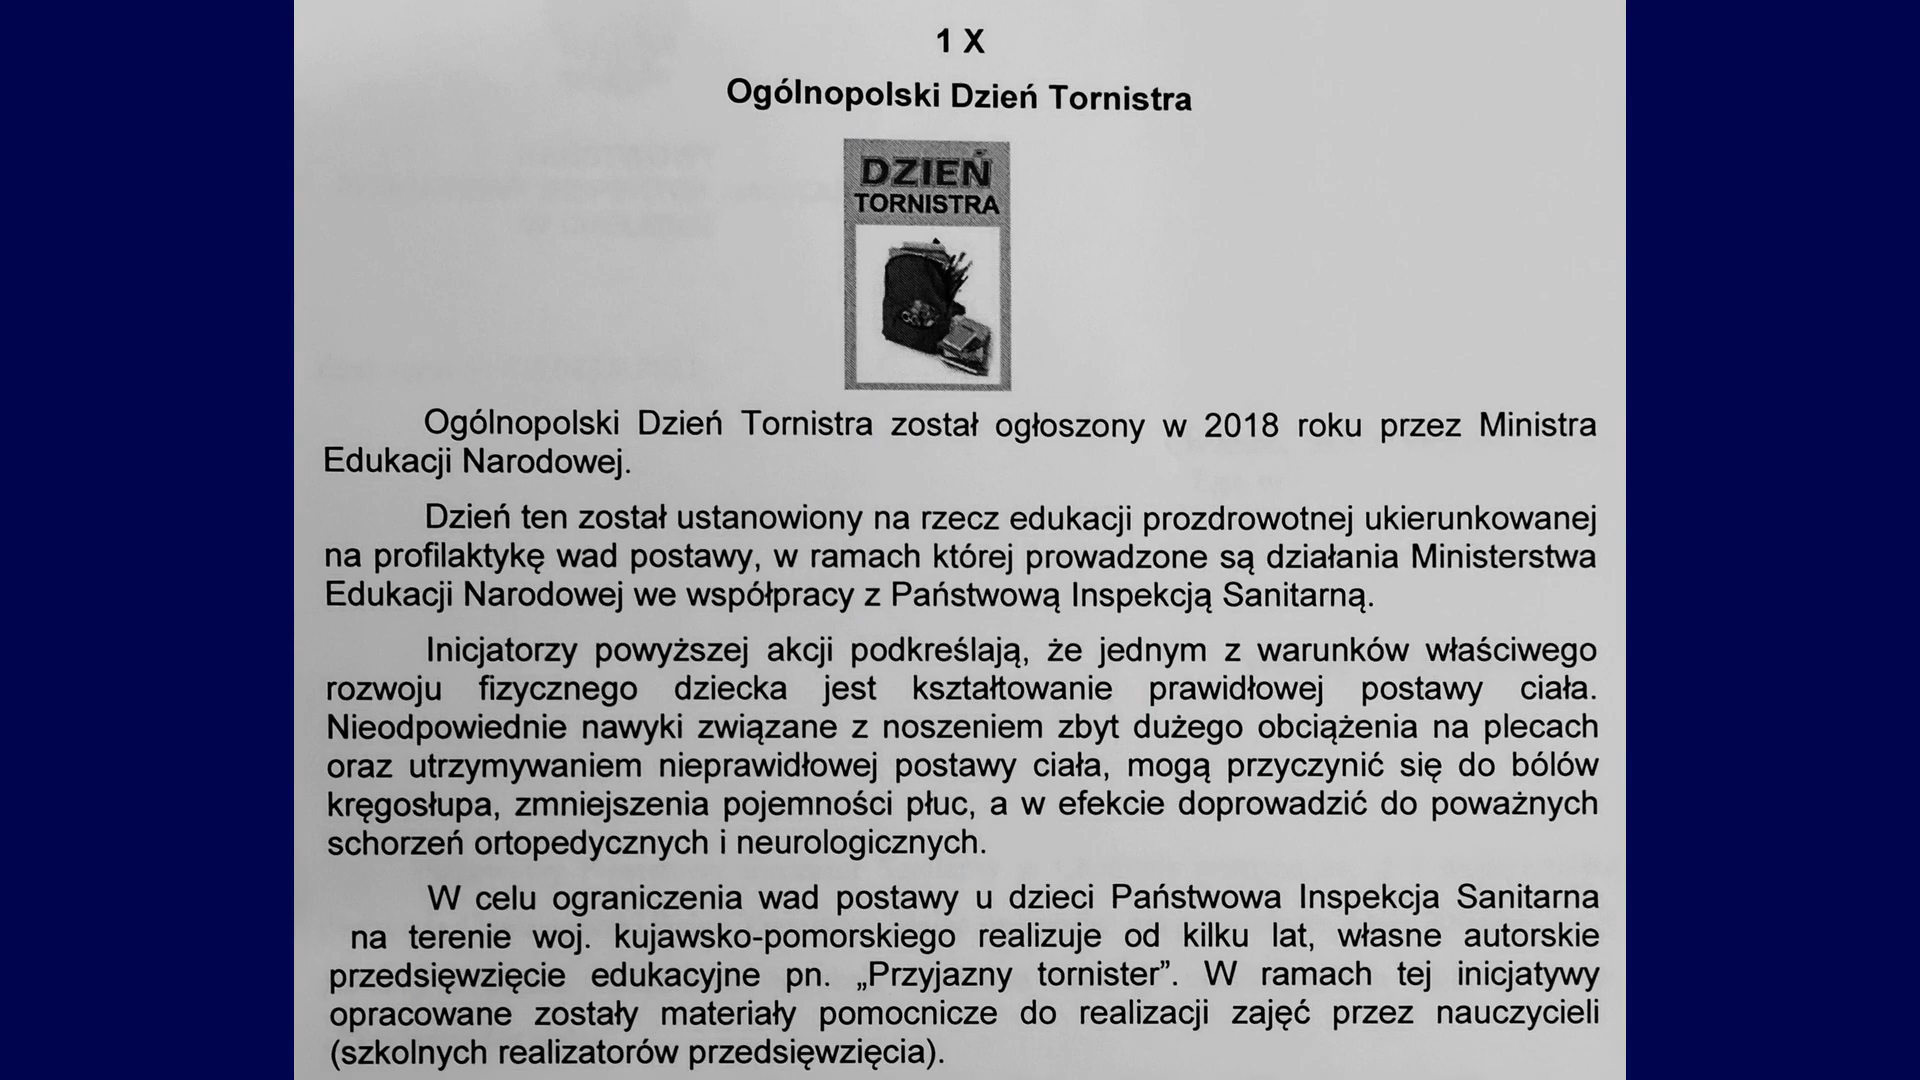 1 X
Ogólnopolski Dzień Tornistra
DZIEŃ
TORNISTRA
Ogólnopolski Dzień Tornistra został ogłoszony w 2018 roku przez Ministra
Edukacji Narodowej.
Dzień ten został ustanowiony na rzecz edukacji prozdrowotnej ukierunkowanej
na profilaktykę wad postawy, w ramach której prowadzone są działania Ministerstwa
Edukacji Narodowej we współpracy z Państwową Inspekcją Sanitarną.
Inicjatorzy powyższej akcji podkreślają, że jednym z warunków właściwego
rozwoju fizycznego dziecka jest kształtowanie prawidłowej postawy ciała.
Nieodpowiednie nawyki związane z noszeniem zbyt dużego obciążenia na plecach
oraz utrzymywaniem nieprawidłowej postawy ciała, mogą przyczynić się do bólów
kręgosłupa, zmniejszenia pojemności płuc, a w efekcie doprowadzić do poważnych
schorzeń ortopedycznych i neurologicznych.
W celu ograniczenia wad postawy u dzieci Państwowa Inspekcja Sanitarna
na terenie woj. kujawsko-pomorskiego realizuje od kilku lat, własne autorskie
przedsięwzięcie edukacyjne pn. „Przyjazny tornister”. W ramach tej inicjatywy
opracowane zostały materiały pomocnicze do realizacji zajęć przez nauczycieli
(szkolnych realizatorów przedsięwzięcia).